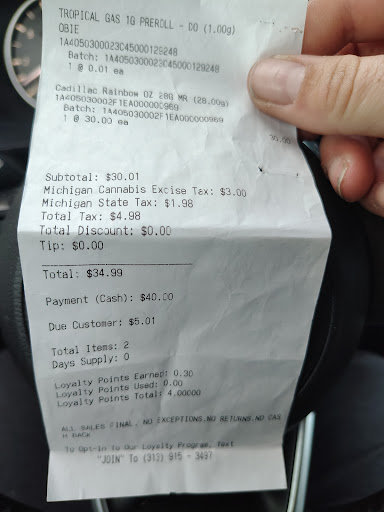 TROPICAL GAS 1G PREROLL - DO (1.00g)
OBIE
1A405030023C45000129248
Batch: 1A405030023C45000129248
1 @ 0.01 ea
Cadillac Rainbow OZ 28G MR (28.00g)
1A405030002F1EA000000969
Batch: 1A405030002F1EA000000969
1 @ 30.00 ea
30.00
Subtotal: $30.01
Michigan Cannabis Excise Tax: $3.00
Michigan State Tax: $1.98
Total Tax: $4.98
Total Discount: $0.00
Tip: $0.00
Total: $34.99
Payment (Cash): $40.00
Due Customer: $5.01
Total Items: 2
Days Supply: 0
Loyalty Points Earned: 0.30
Loyalty Points Used: 0.00
Loyalty Points Total: 4.00000
ALL SALES FINAL. NO EXCEPTIONS.NO RETURNS.NO CAS
H BACK
To Opt-In To Our Loyalty Program, Text
"JOIN" To (313) 915 - 3497